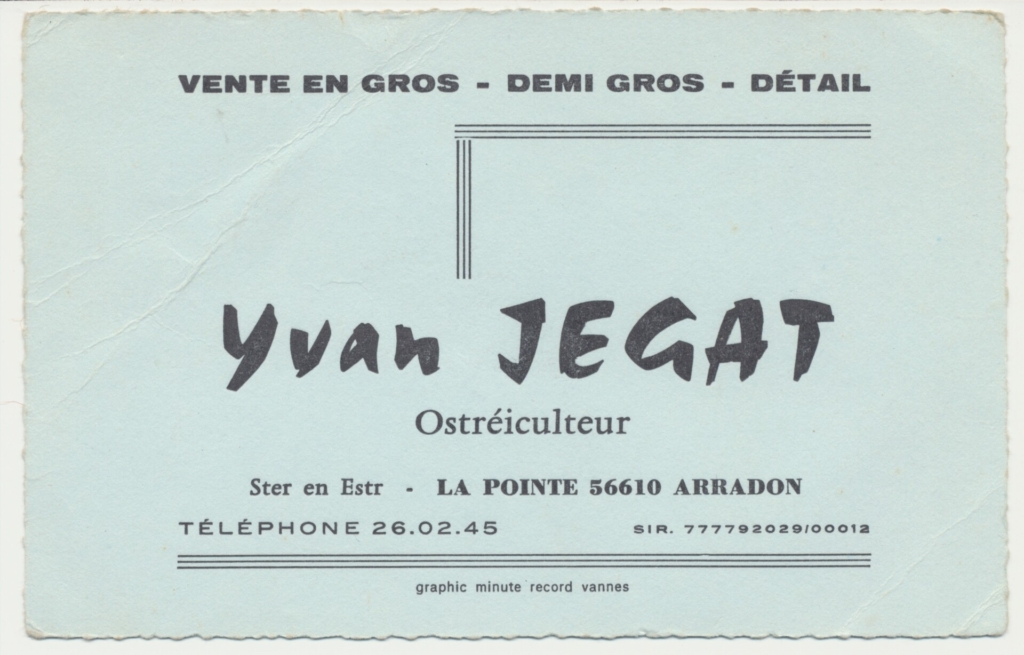 VENTE EN GROS - DEMI GROS - DÉTAIL
Yvan JEGAT
Ostréiculteur
Ster en Estr - LA POINTE 56610 ARRADON
TÉLÉPHONE 26.02.45 SIR. 777792029/00012
graphic minute record vannes